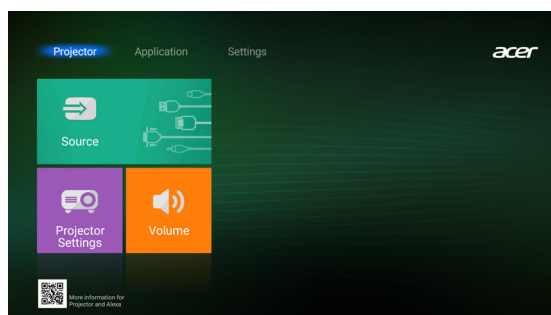 Projector Application Settings acer
Source
Projector
Settings
Volume
More information for
Projector and Alexa